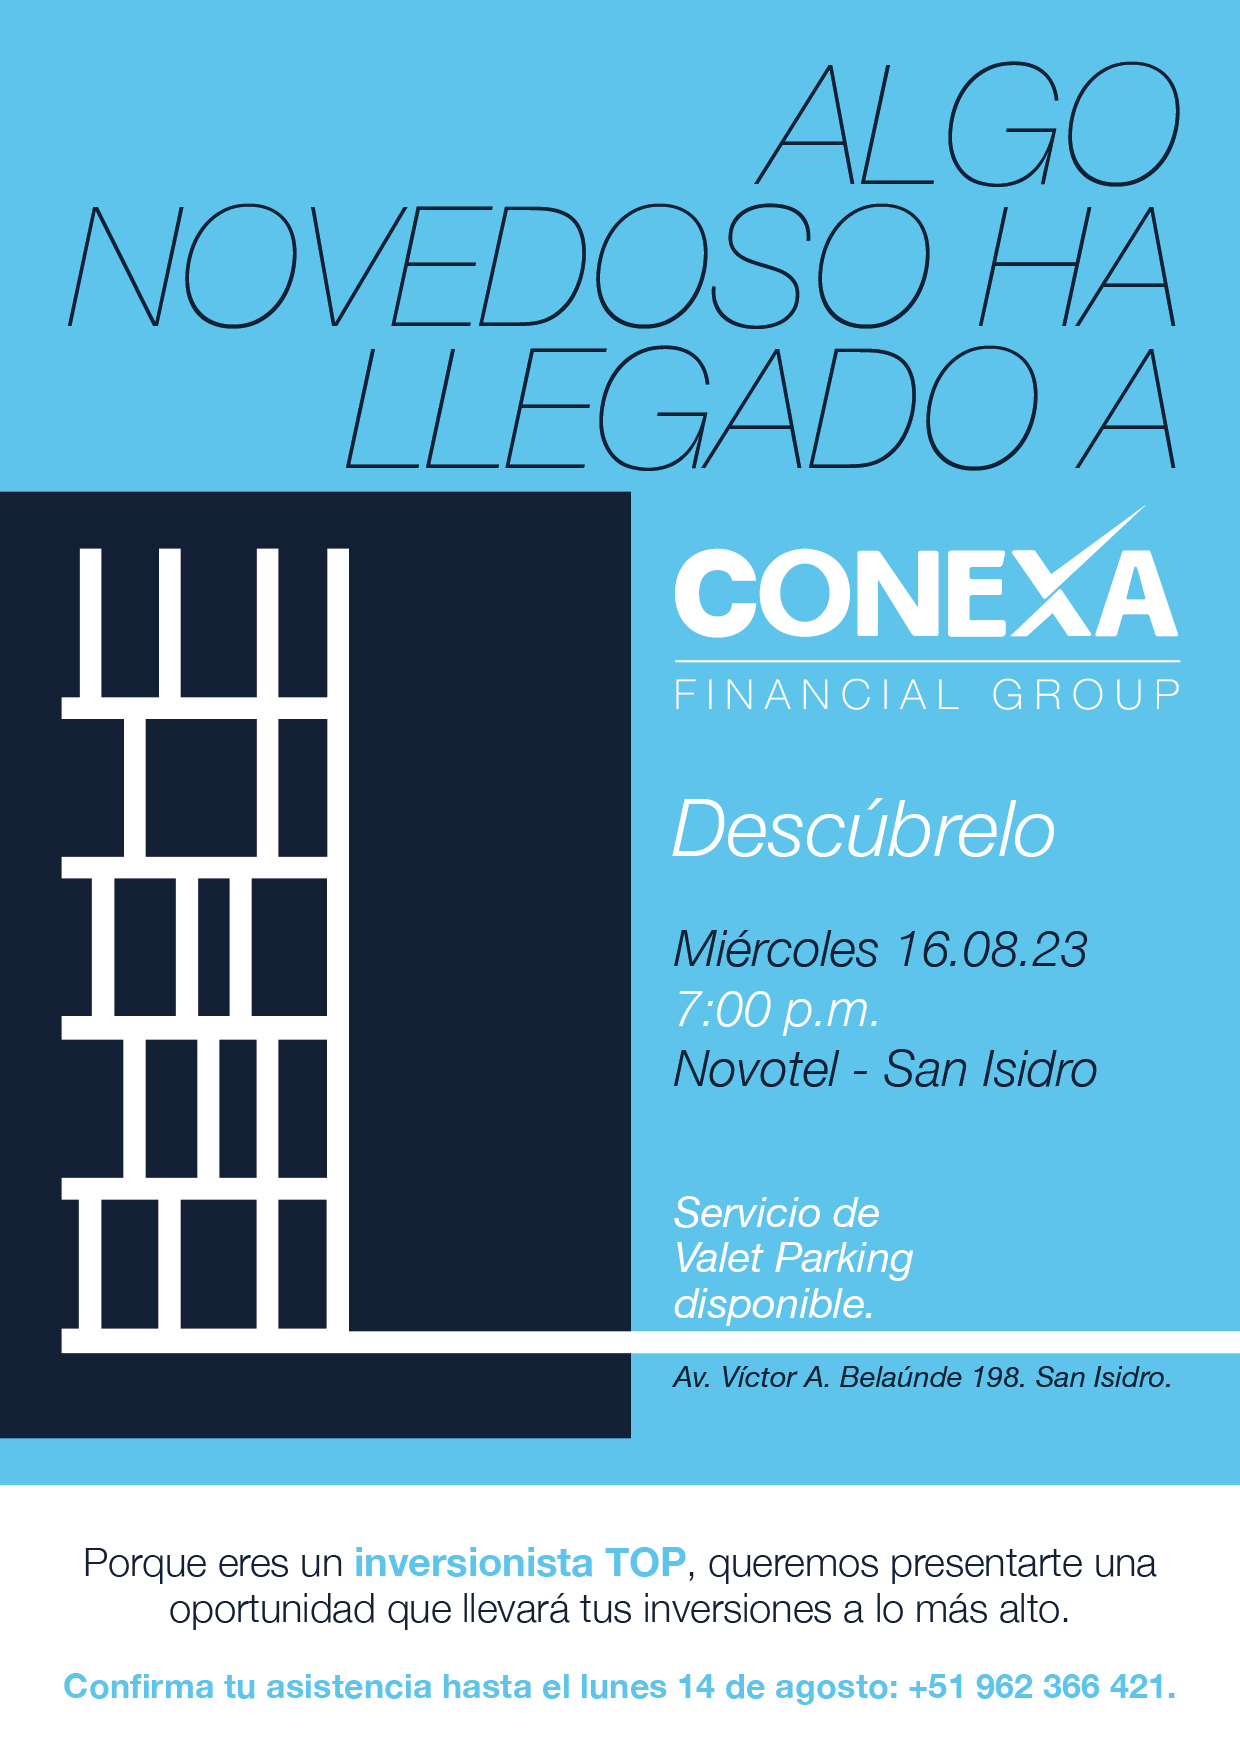 ALGO
NOVEDOSO HA
LLEGADO A
CONEXA
FINANCIAL GROUP
Descúbrelo
Miércoles 16.08.23
7:00 p.m.
Novotel - San Isidro
Servicio de
Valet Parking
disponible.
Av. Víctor A. Belaúnde 198. San Isidro.
Porque eres un inversionista TOP, queremos presentarte una
oportunidad que llevará tus inversiones a lo más alto.
Confirma tu asistencia hasta el lunes 14 de agosto: +51 962 366 421.